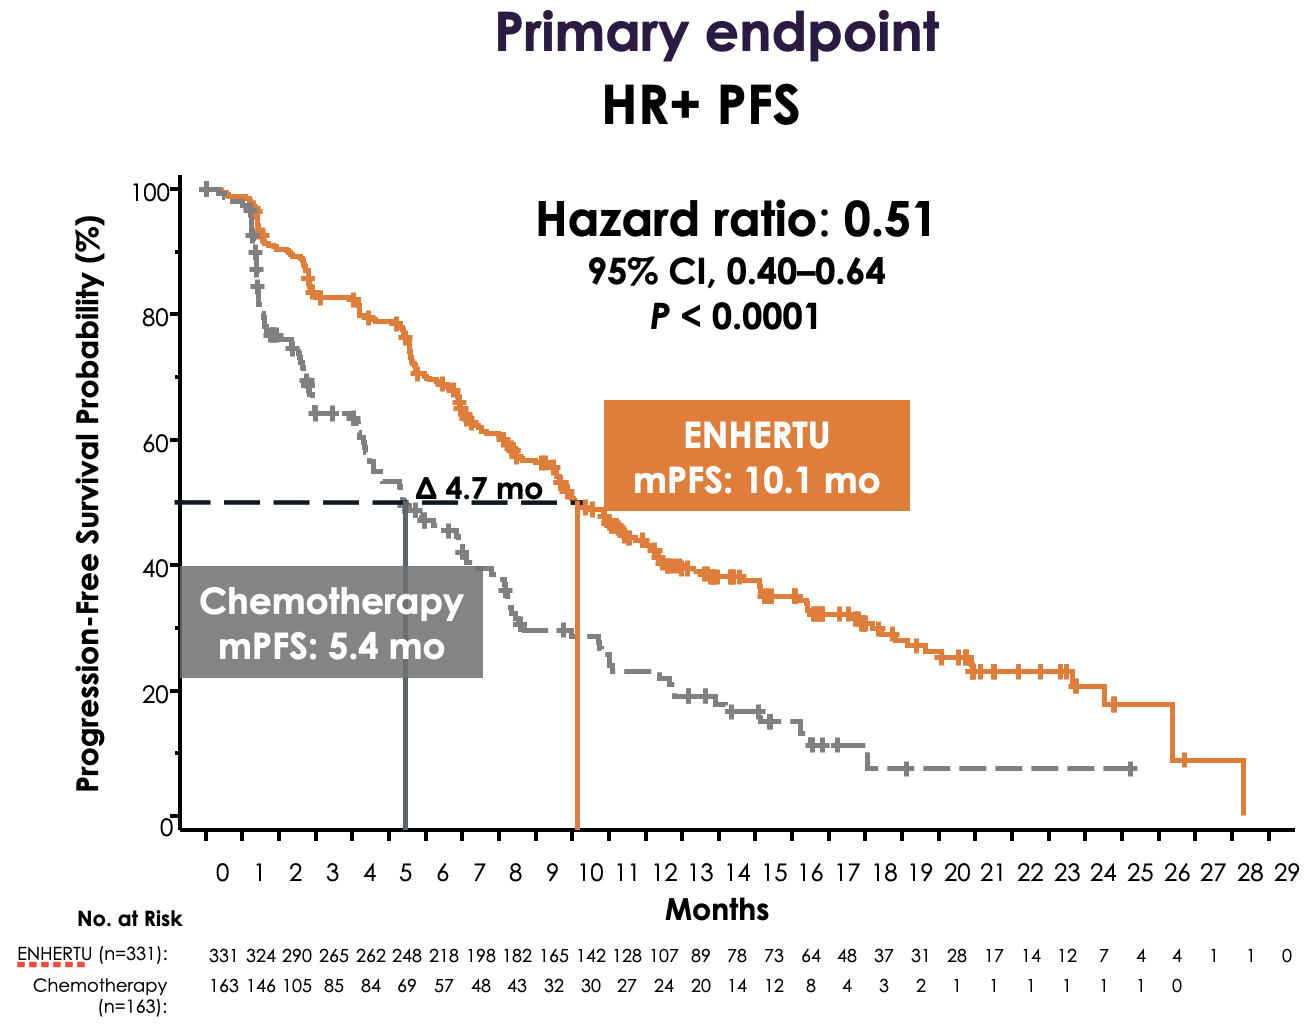 Primary endpoint
HR+ PFS
Hazard ratio: 0.51
95% CI, 0.40–0.64
P < 0.0001
Progression-Free Survival Probability (%)
100
80
60
40
20
0
ENHERTU
mPFS: 10.1 mo
Δ 4.7 mo
Chemotherapy
mPFS: 5.4 mo
0 1 2 3 4 5 6 7 8 9 10 11 12 13 14 15 16 17 18 19 20 21 22 23 24 25 26 27 28 29
Months
No. at Risk
ENHERTU (n=331): 331 324 290 265 262 248 218 198 182 165 142 128 107 89 78 73 64 48 37 31 28 17 14 12 7 4 4 1 1 0
Chemotherapy 163 146 105 85 84 69 57 48 43 32 30 27 24 20 14 12 8 4 3 2 1 1 1 1 1 1 0
(n=163):